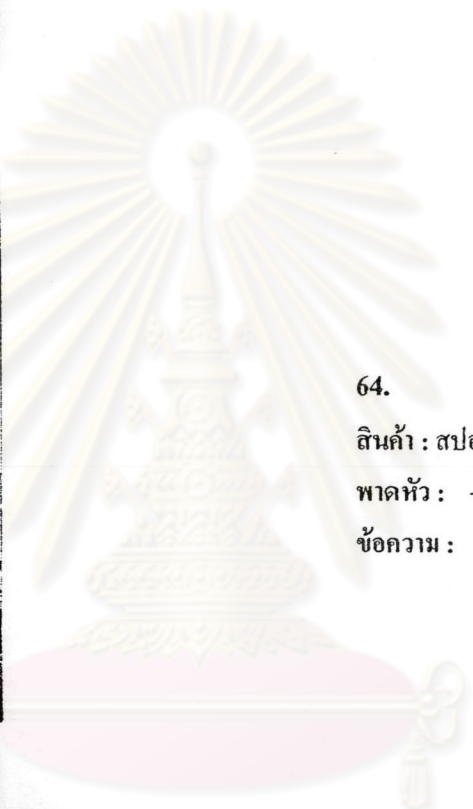 64.
สินค้า : สปอ
พาดหัว : -
ข้อความ :